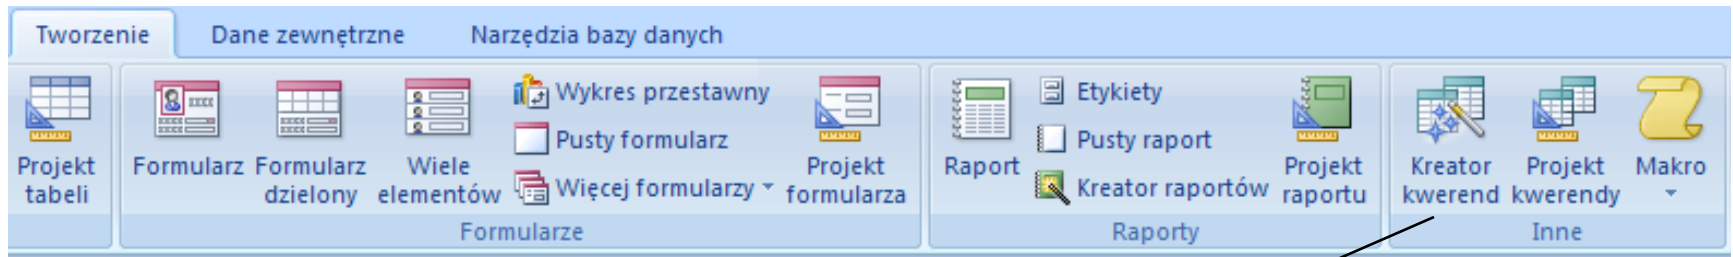 Tworzenie
Dane zewnętrzne
Narzędzia bazy danych
Projekt
tabeli
Formularz
Formularz
dzielony
Wiele
elementów
Wykres przestawny
Pusty formularz
Więcej formularzy
Projekt
formularza
Formularze
Raport
Etykiety
Pusty raport
Kreator raportów
Projekt
raportu
Raporty
Kreator
kwerend
Projekt
kwerendy
Makro
Inne